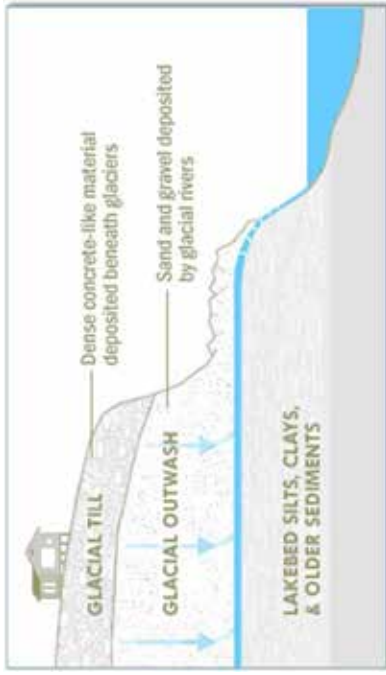 Dense concrete-like material
deposited beneath glaciers
GLACIAL TILL
Sand and gravel deposited
by glacial rivers
GLACIAL OUTWASH
LAKEBED SILTS, CLAYS,
& OLDER SEDIMENTS